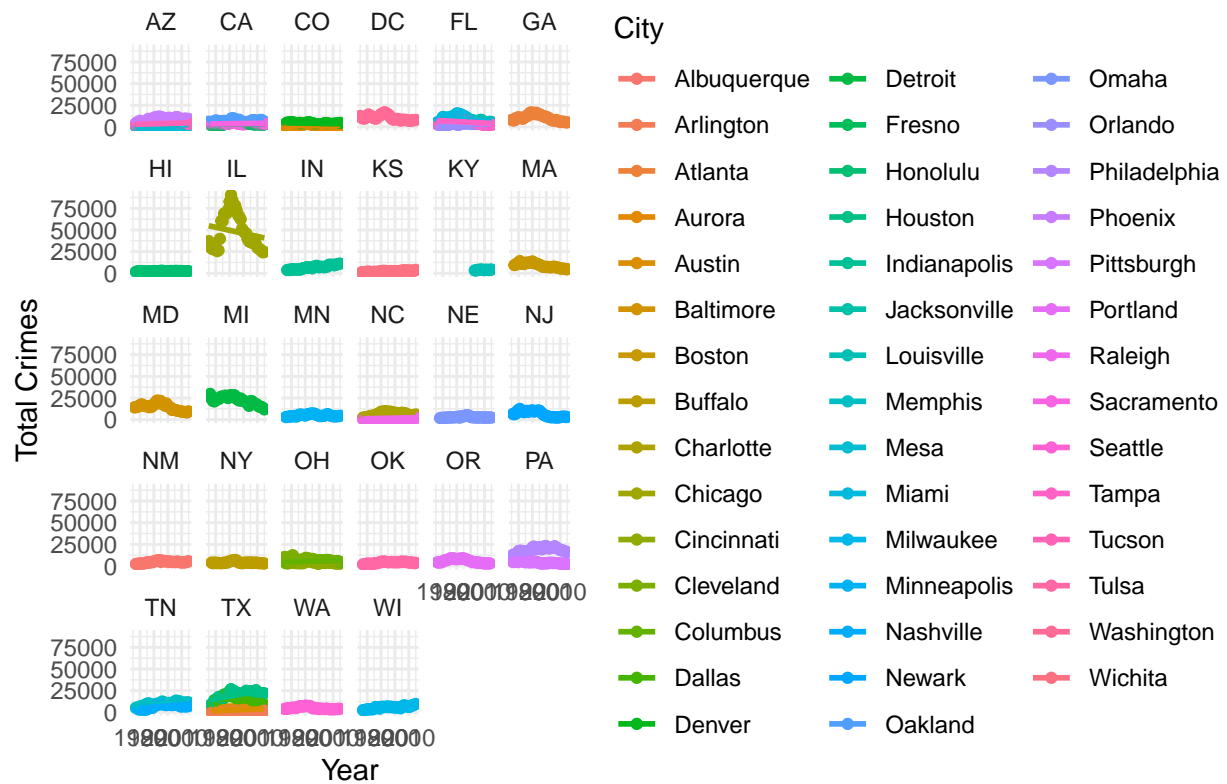 AZ CA CO DC FL GA
75000
50000
25000
0
HI IL IN KS KY MA
75000
50000
25000
0
MD MI MN NC NE NJ
75000
50000
25000
0
NM NY OH OK OR PA
75000
50000
25000
0
TN TX WA WI
75000
50000
25000
0
Total Crimes
Year
City
Albuquerque
Arlington
Atlanta
Aurora
Austin
Baltimore
Boston
Buffalo
Charlotte
Chicago
Cincinnati
Cleveland
Columbus
Dallas
Denver
Detroit
Fresno
Honolulu
Houston
Indianapolis
Jacksonville
Louisville
Memphis
Mesa
Miami
Milwaukee
Minneapolis
Nashville
Newark
Oakland
Omaha
Orlando
Philadelphia
Phoenix
Pittsburgh
Portland
Raleigh
Sacramento
Seattle
Tampa
Tucson
Tulsa
Washington
Wichita